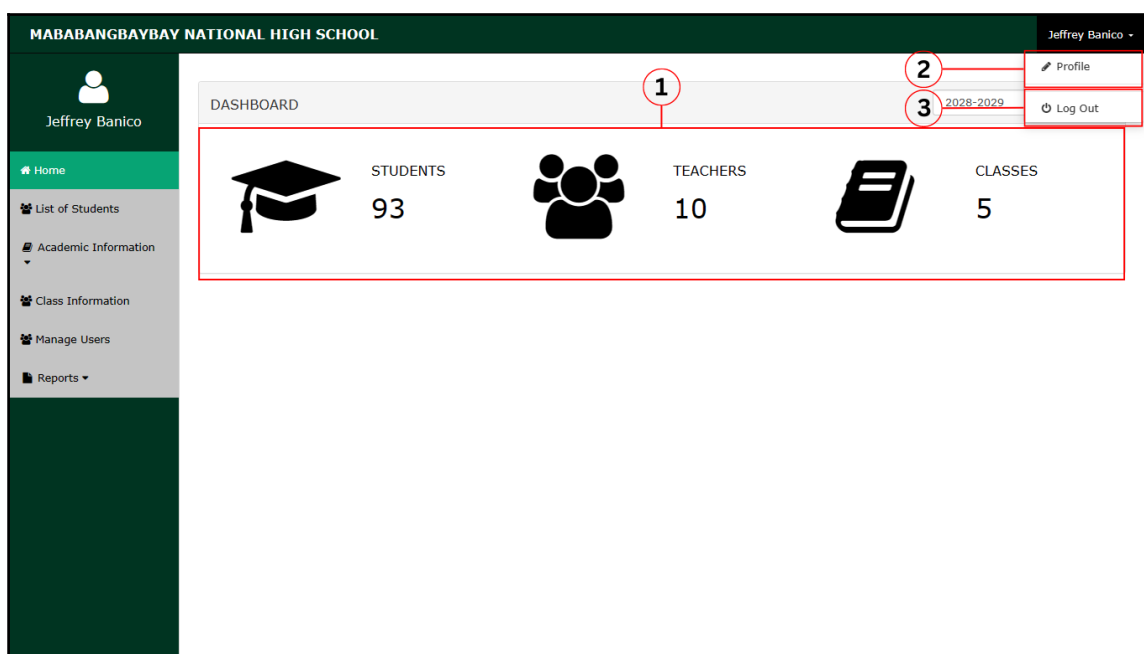 MABABANGBAYBAY NATIONAL HIGH SCHOOL
Jeffrey Banico
Profile
Log Out
Jeffrey Banico
Home
List of Students
Academic Information
Class Information
Manage Users
Reports
DASHBOARD
2028-2029
1
2
3
STUDENTS
93
TEACHERS
10
CLASSES
5